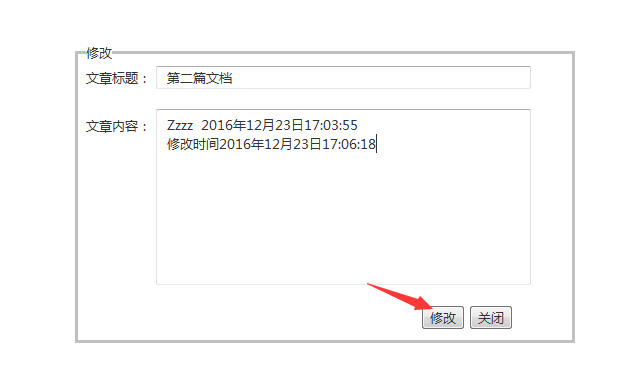 修改
文章标题： 第二篇文档
文章内容： Zzzz  2016年12月23日17:03:55
修改时间2016年12月23日17:06:18
修改 关闭